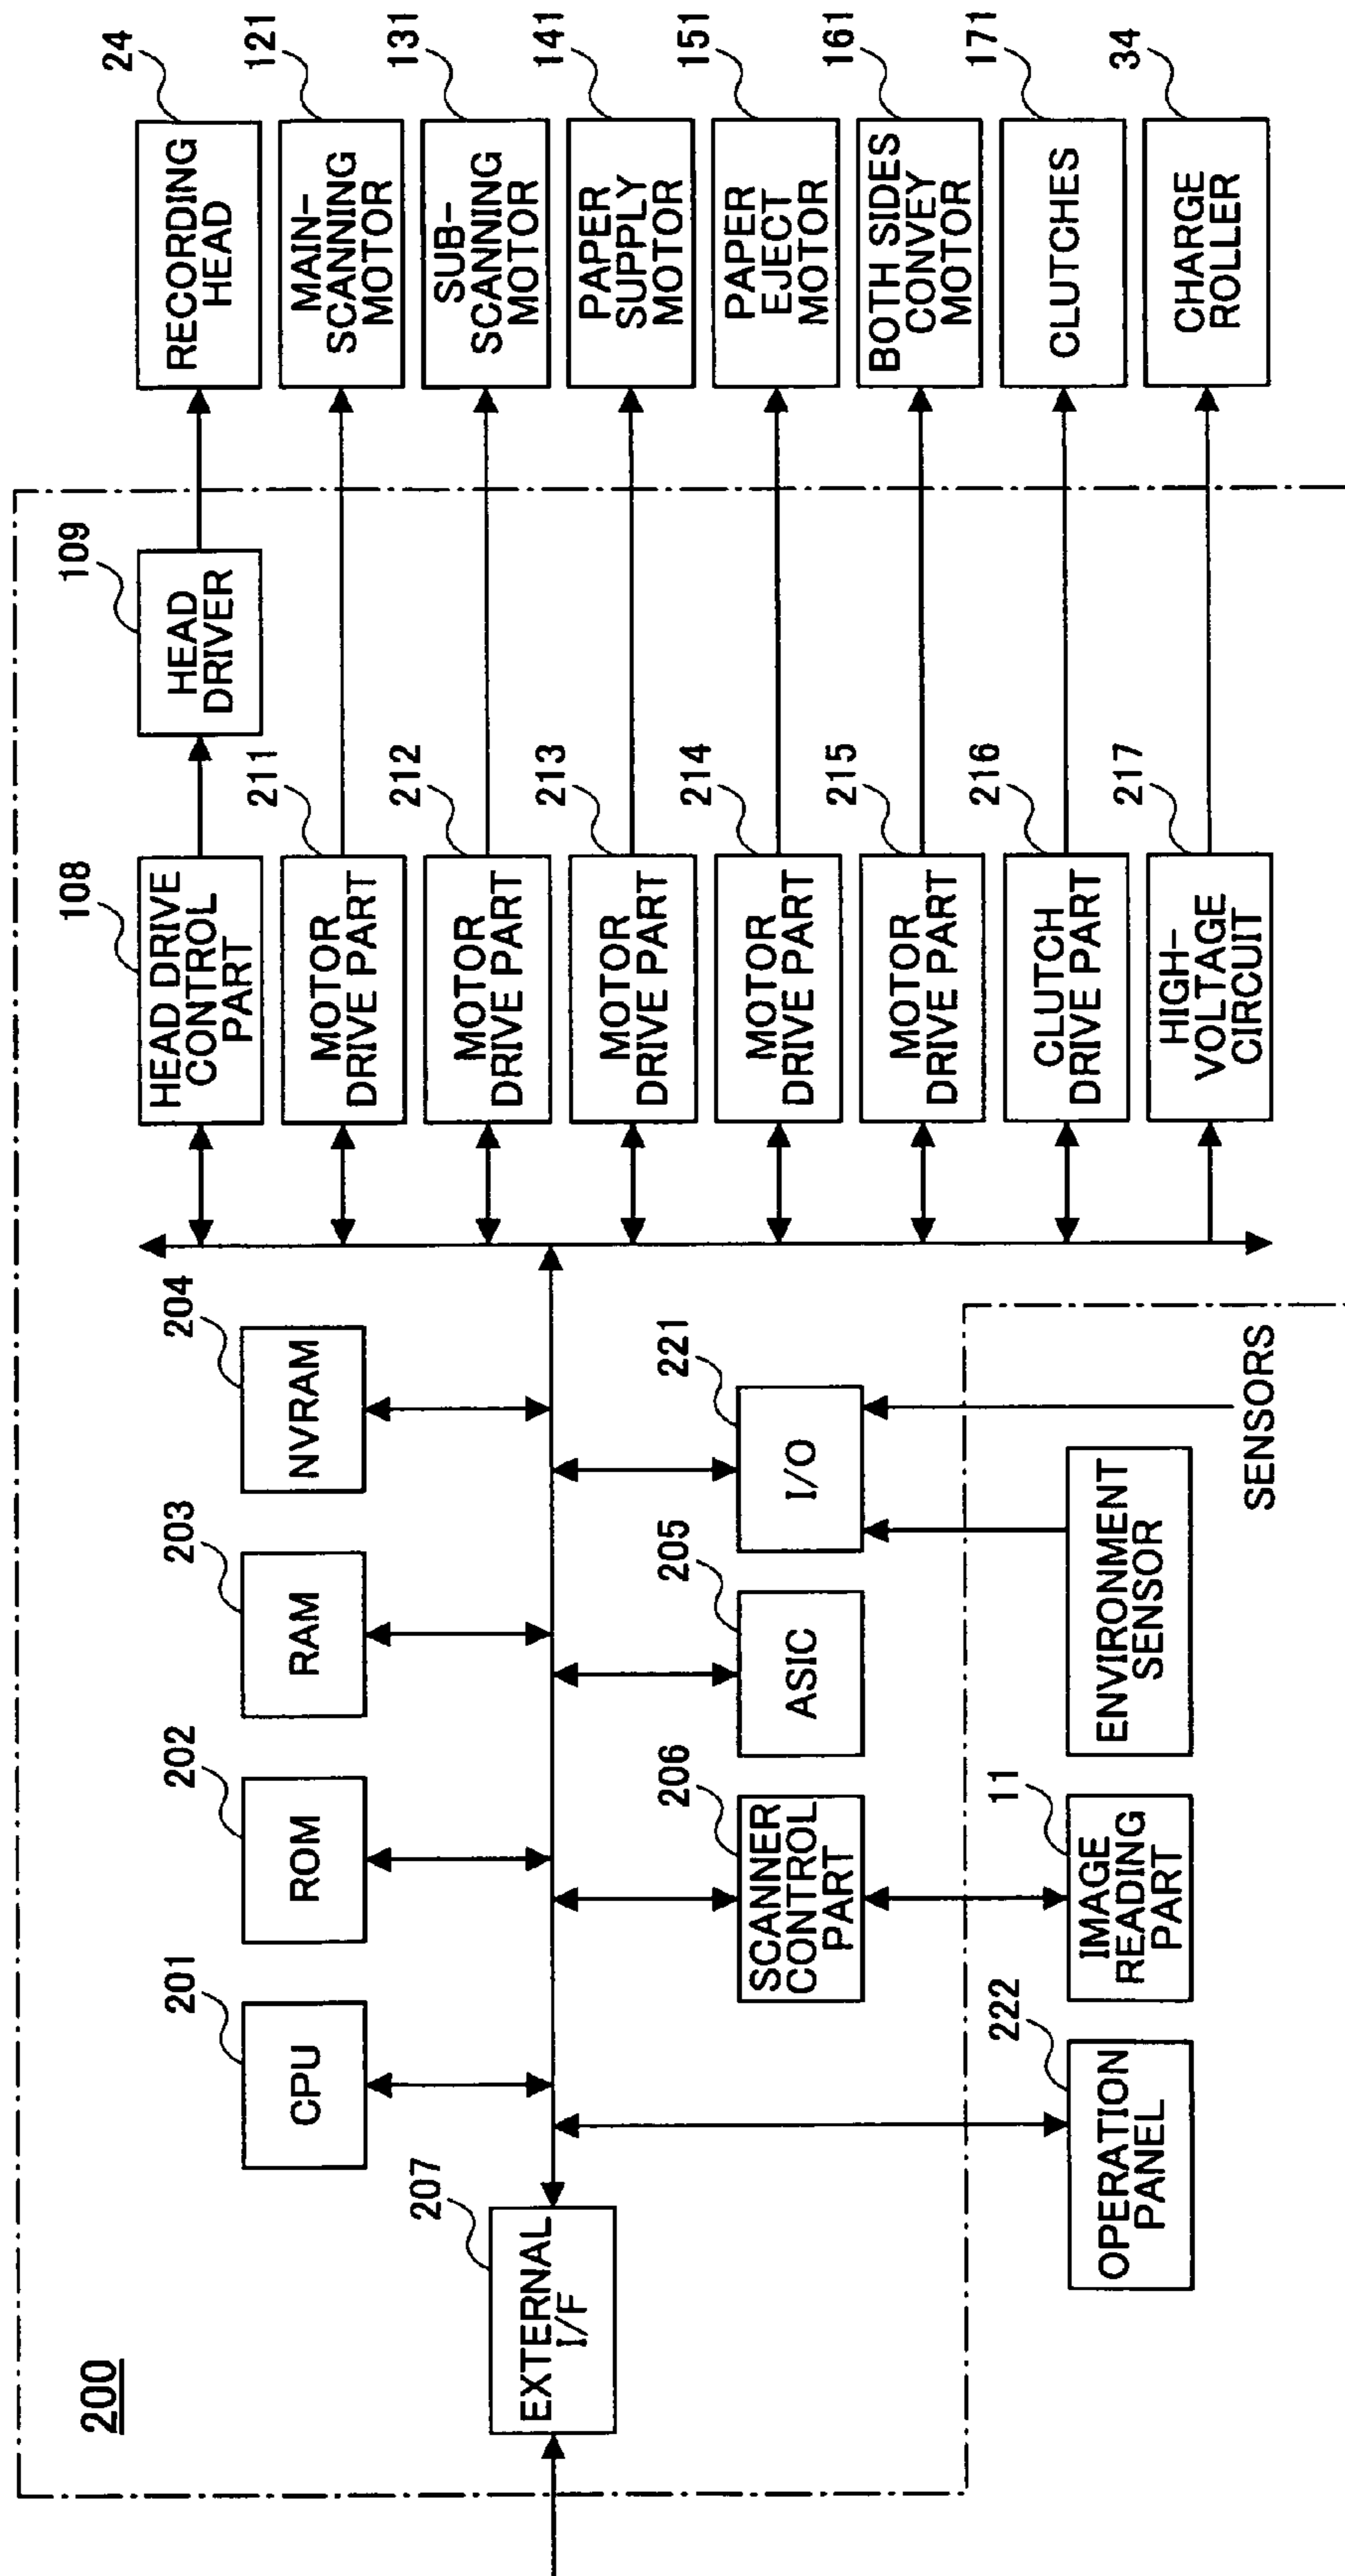 200
207
EXTERNAL
I/F
201
CPU
202
ROM
203
RAM
204
NVRAM
206
SCANNER
CONTROL
PART
205
ASIC
221
I/O
222
OPERATION
PANEL
11
IMAGE
READING
PART
ENVIRONMENT
SENSOR
SENSORS
108
HEAD DRIVE
CONTROL
PART
109
HEAD
DRIVER
24
RECORDING
HEAD
211
MOTOR
DRIVE PART
121
MAIN-
SCANNING
MOTOR
212
MOTOR
DRIVE PART
131
SUB-
SCANNING
MOTOR
213
MOTOR
DRIVE PART
141
PAPER
SUPPLY
MOTOR
214
MOTOR
DRIVE PART
151
PAPER
EJECT
MOTOR
215
MOTOR
DRIVE PART
161
BOTH SIDES
CONVEY
MOTOR
216
CLUTCH
DRIVE PART
171
CLUTCHES
217
HIGH-
VOLTAGE
CIRCUIT
34
CHARGE
ROLLER